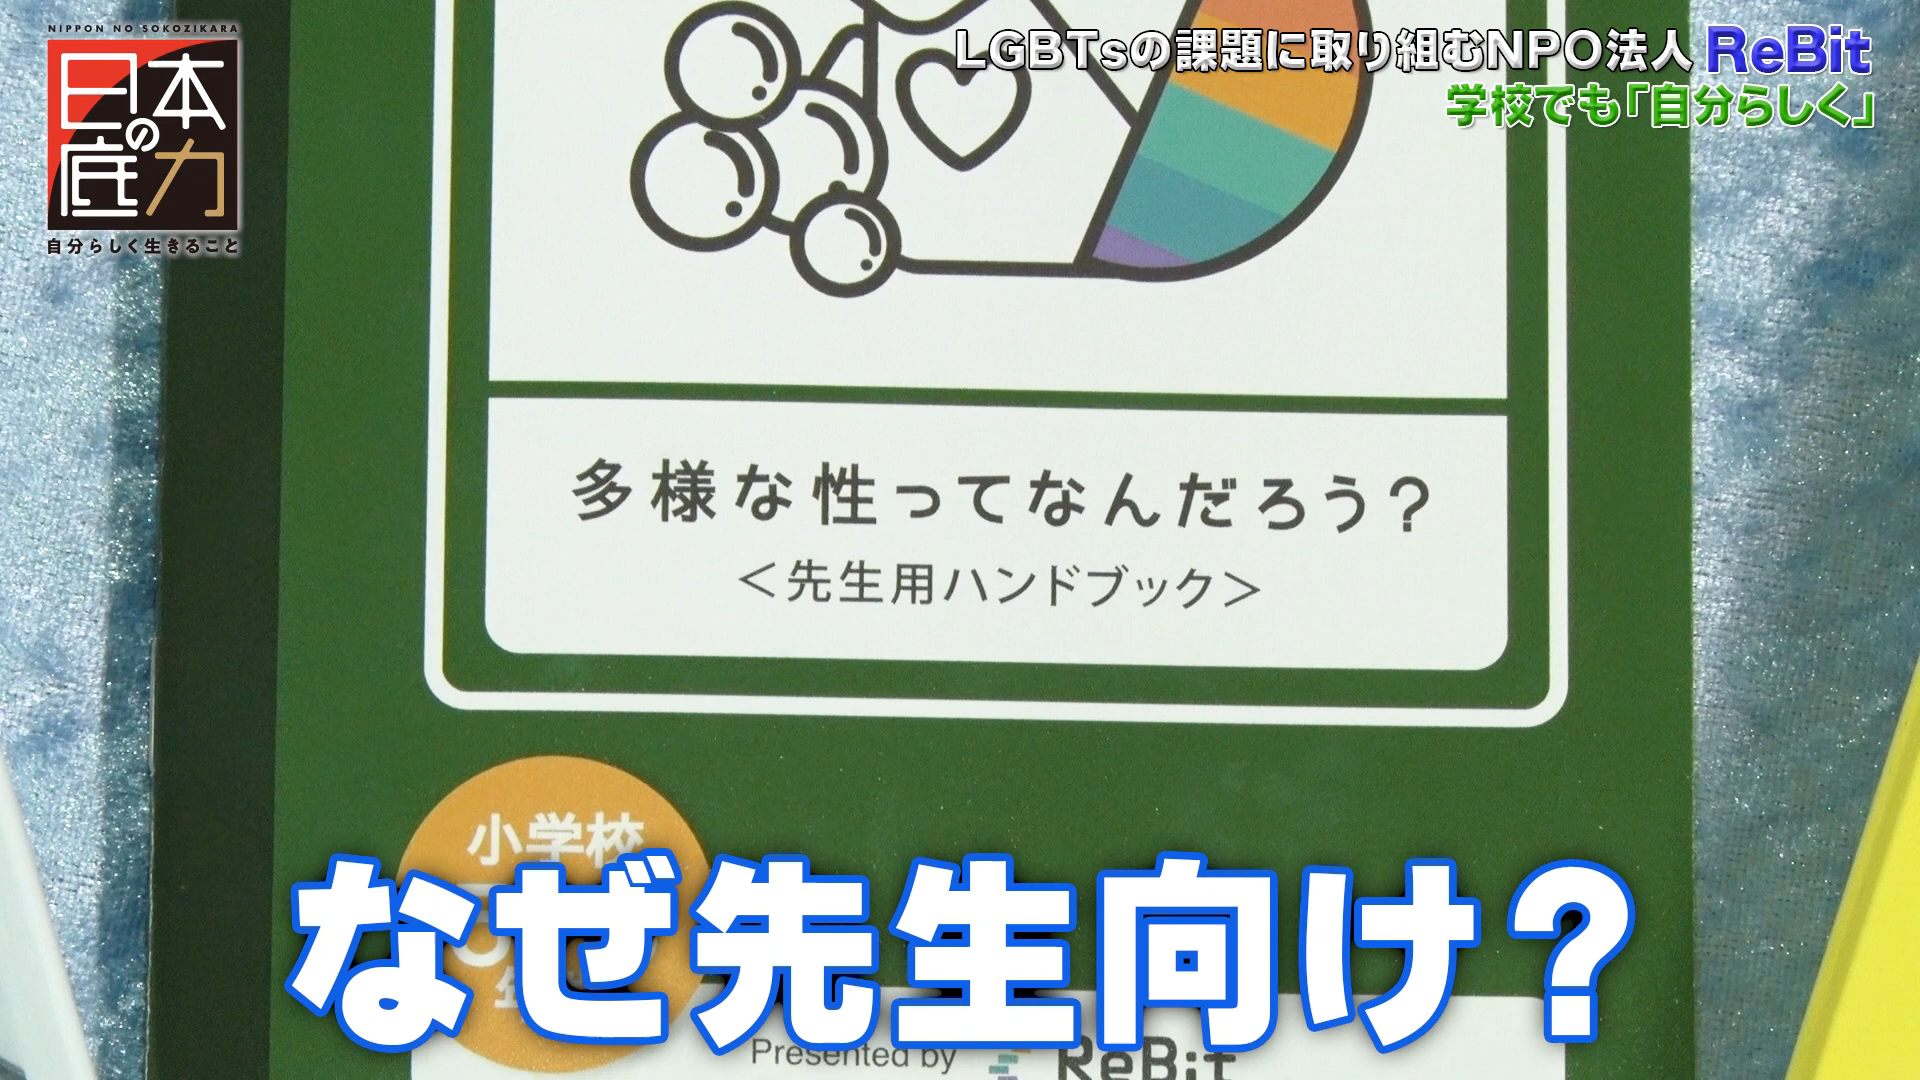 NIPPON NO SOKOZIKARA
日本の底力
自分らしく生きること
LGBTsの課題に取り組むNPO法人 ReBit
学校でも「自分らしく」
多様な性ってなんだろう?
<先生用ハンドブック>
小学校
なぜ先生向け?
Presented by ReBit